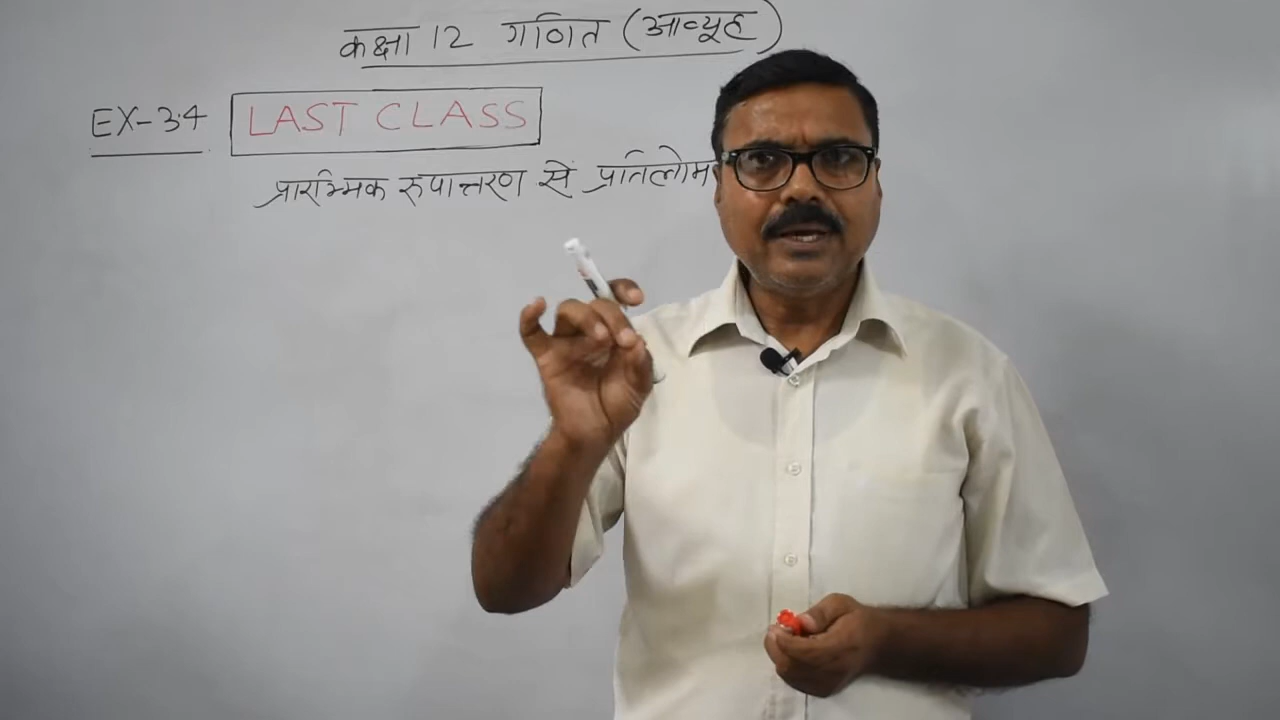 कक्षा 12 गणित (आव्यूह)
EX-3.4 LAST CLASS
प्रारम्भिक रुपान्तरण से प्रतिलोम